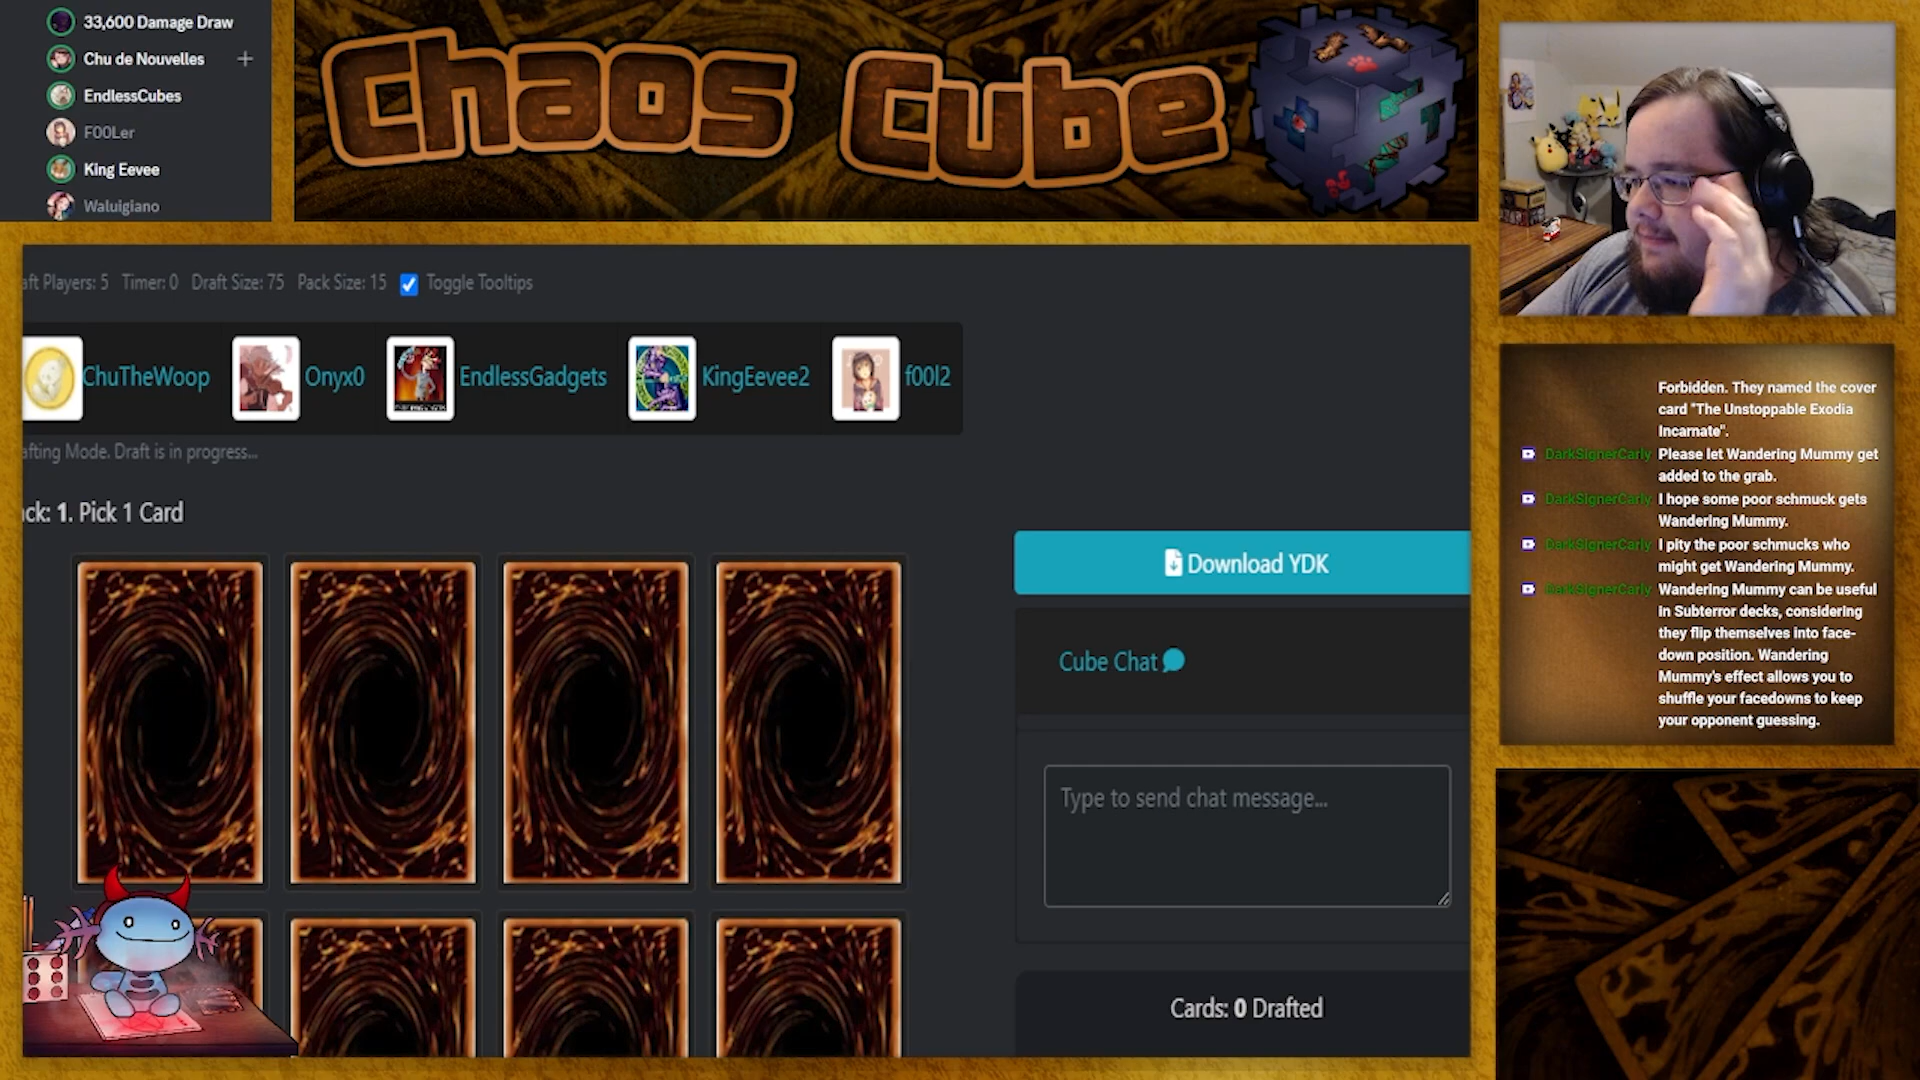 33,600 Damage Draw
Chu de Nouvelles
EndlessCubes
F00Ler
King Eevee
Waluigiano
Chaos Cube
aft Players: 5 Timer: 0 Draft Size: 75 Pack Size: 15 Toggle Tooltips
ChuTheWoop
Onyx0
EndlessGadgets
KingEevee2
f00l2
afting Mode. Draft is in progress...
ck: 1. Pick 1 Card
Download YDK
Cube Chat
Type to send chat message...
Cards: 0 Drafted
Forbidden. They named the cover
card "The Unstoppable Exodia
Incarnate".
DarkSignerCarly Please let Wandering Mummy get
added to the grab.
DarkSignerCarly I hope some poor schmuck gets
Wandering Mummy.
DarkSignerCarly I pity the poor schmucks who
might get Wandering Mummy.
DarkSignerCarly Wandering Mummy can be useful
in Subterror decks, considering
they flip themselves into face-
down position. Wandering
Mummy's effect allows you to
shuffle your facedowns to keep
your opponent guessing.